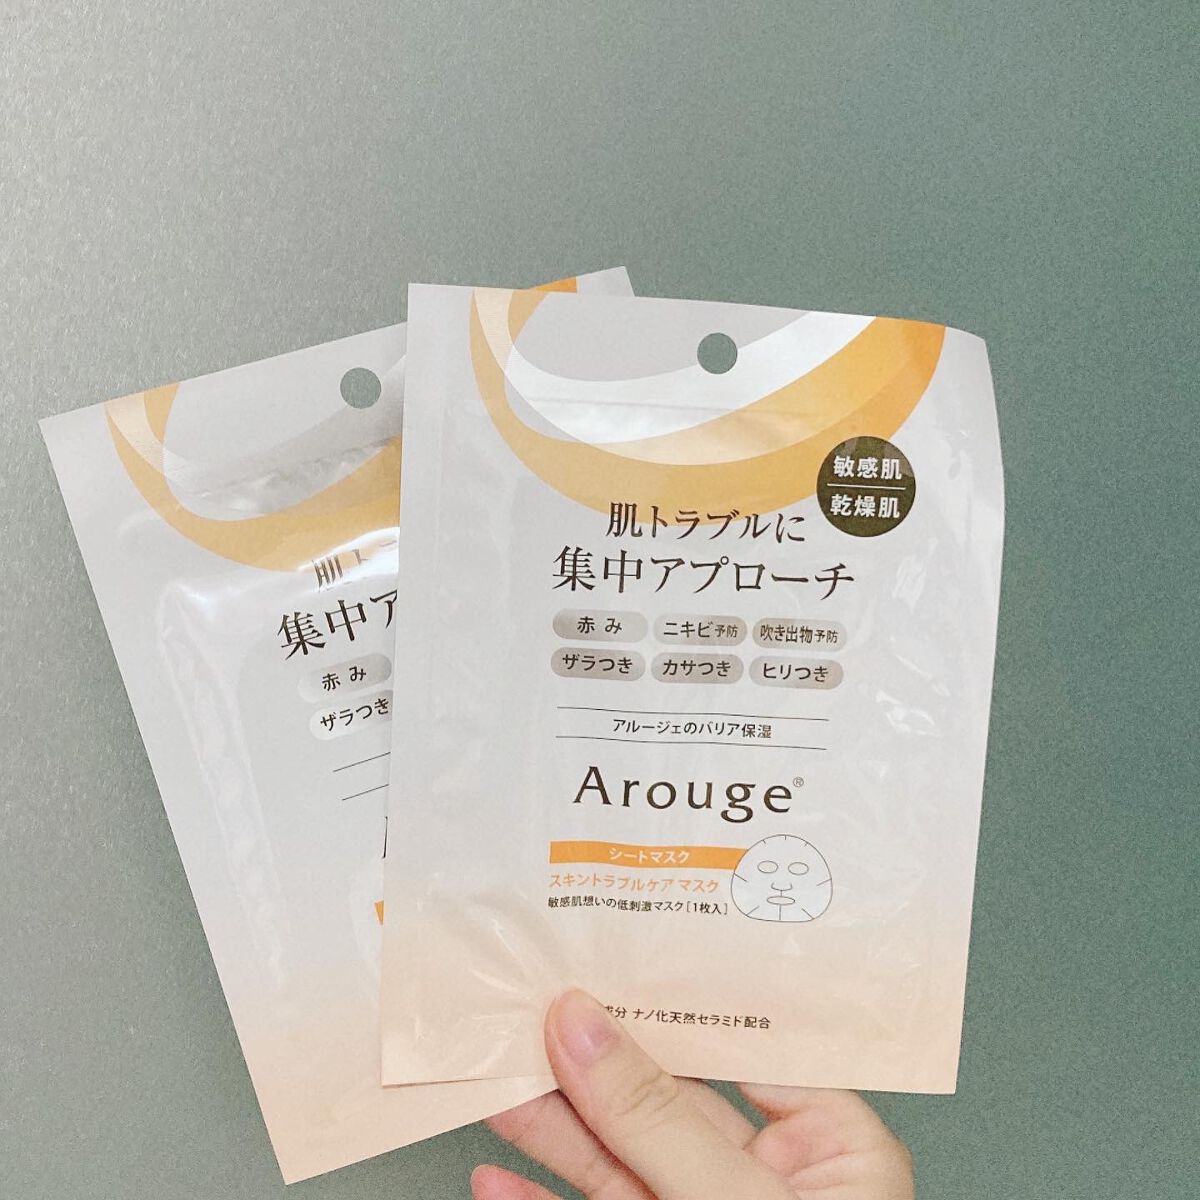 敏感肌
乾燥肌
肌トラブルに
集中アプローチ
赤み ニキビ予防 吹き出物予防
ザラつき カサつき ヒリつき
アルージェのバリア保湿
Arouge®
シートマスク
スキントラブルケア マスク
敏感肌想いの低刺激マスク[1枚入]
成分 ナノ化天然セラミド配合
肌ト
集中ア
赤み
ザラつき